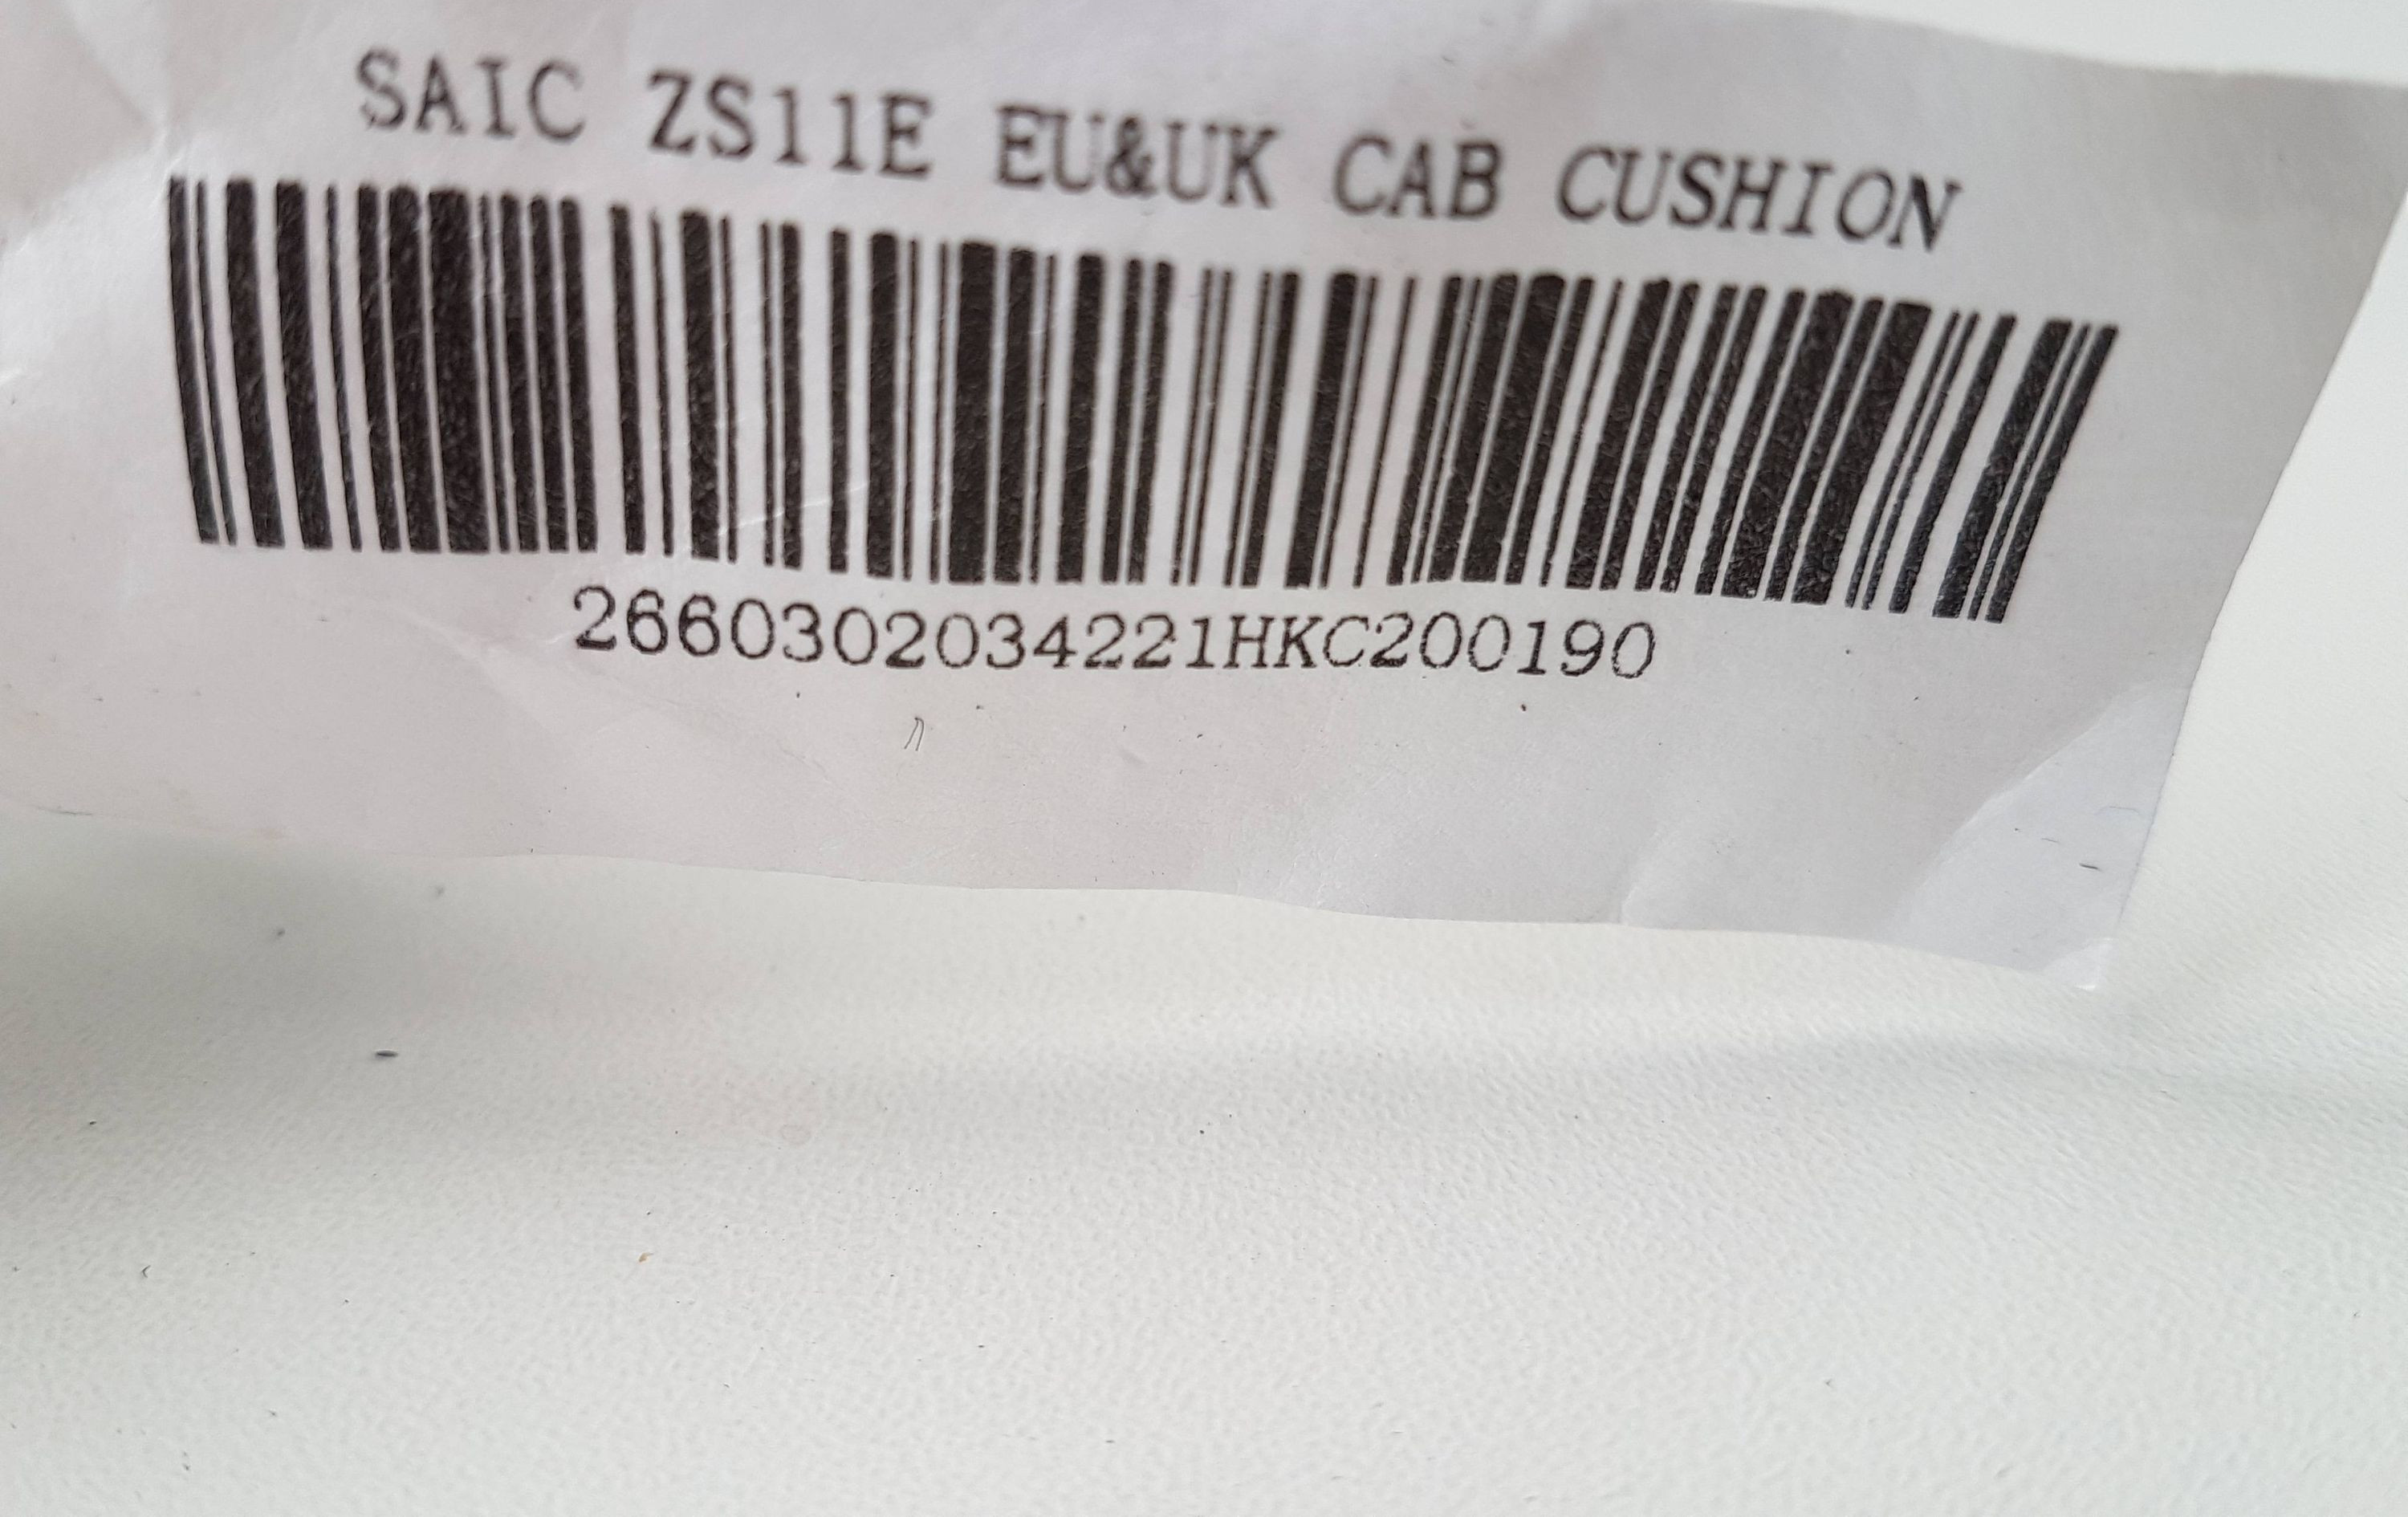 SAIC ZS11E EU&UK CAB CUSHION
2660302034221HKC200190